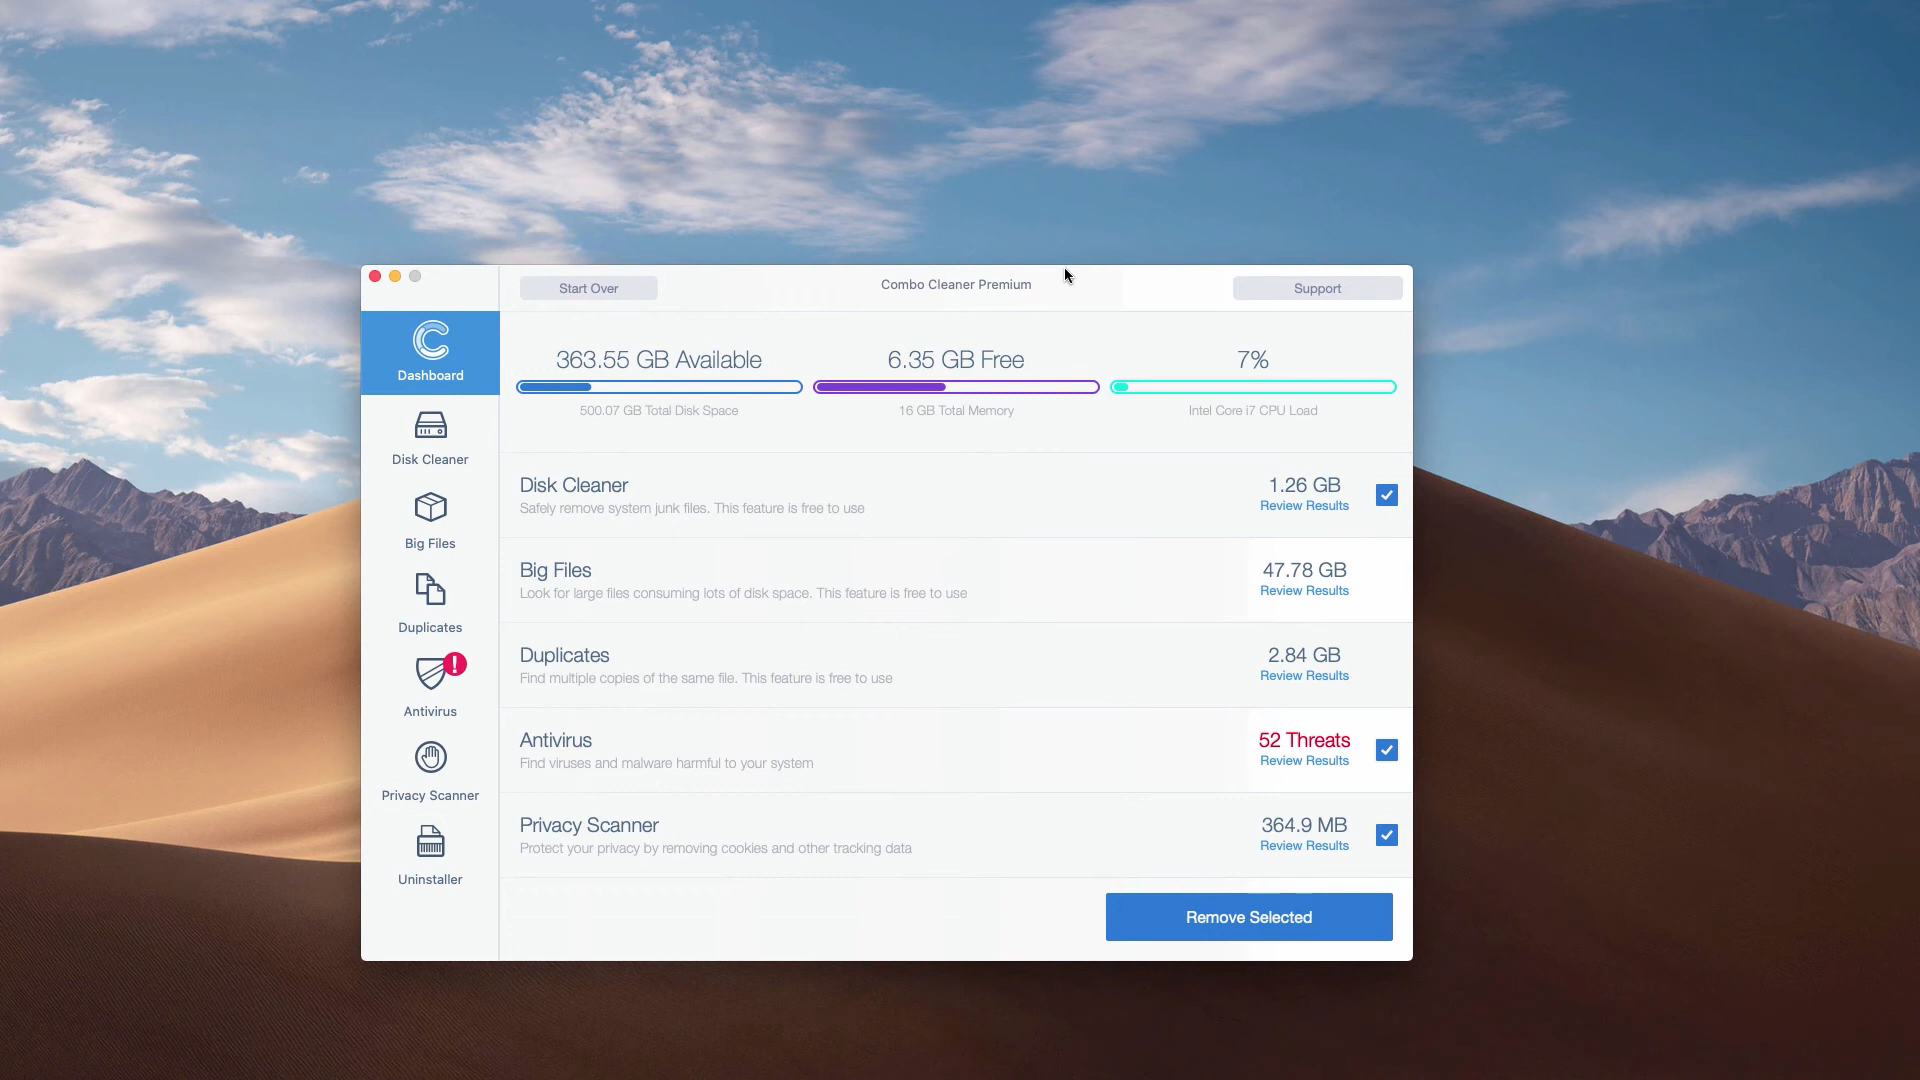 Start Over
Combo Cleaner Premium
Support
Dashboard
Disk Cleaner
Big Files
Duplicates
!
Antivirus
Privacy Scanner
Uninstaller
363.55 GB Available
500.07 GB Total Disk Space
6.35 GB Free
16 GB Total Memory
7%
Intel Core i7 CPU Load
Disk Cleaner
Safely remove system junk files. This feature is free to use
1.26 GB
Review Results
Big Files
Look for large files consuming lots of disk space. This feature is free to use
47.78 GB
Review Results
Duplicates
Find multiple copies of the same file. This feature is free to use
2.84 GB
Review Results
Antivirus
Find viruses and malware harmful to your system
52 Threats
Review Results
Privacy Scanner
Protect your privacy by removing cookies and other tracking data
364.9 MB
Review Results
Remove Selected